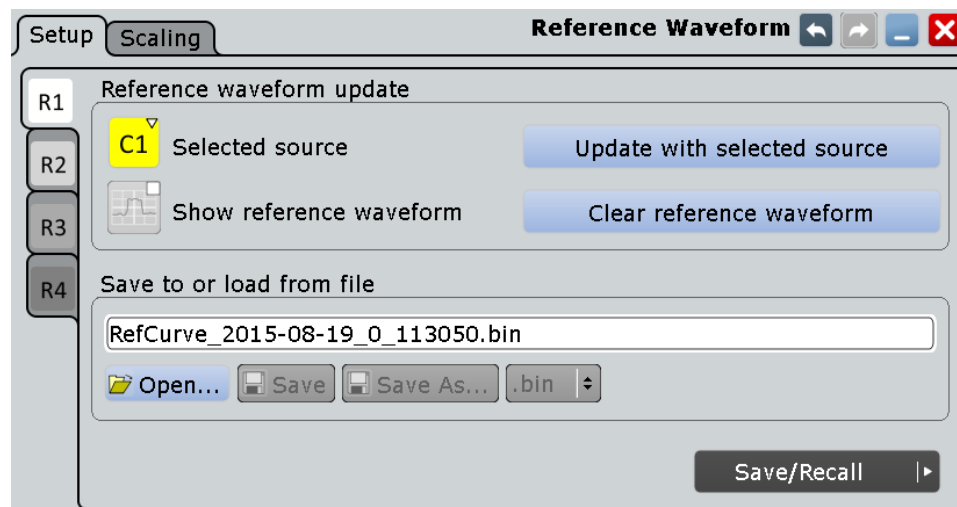 Setup Scaling Reference Waveform
R1
R2
R3
R4
Reference waveform update
C1 Selected source Update with selected source
Show reference waveform Clear reference waveform
Save to or load from file
RefCurve_2015-08-19_0_113050.bin
Open... Save Save As... .bin
Save/Recall